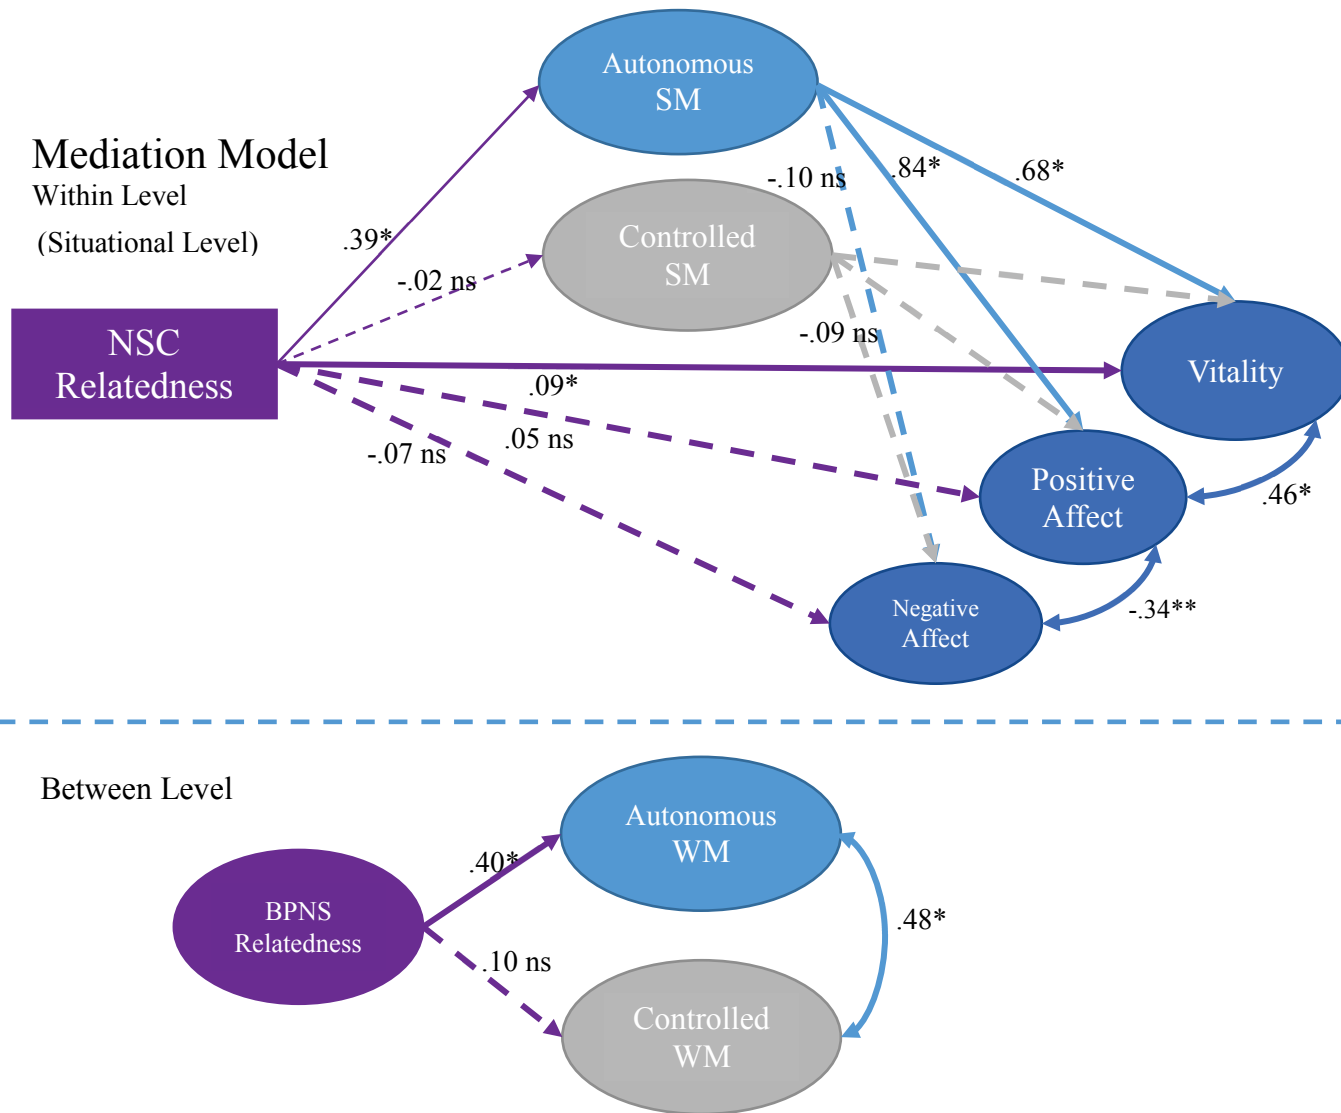 Autonomous
SM
Mediation Model
Within Level
(Situational Level)
-.10 ns
.84*
.68*
.39*
Controlled
SM
-.02 ns
-.09 ns
NSC
Relatedness
.09*
Vitality
.05 ns
-.07 ns
Positive
Affect
.46*
Negative
Affect
-.34**
Between Level
Autonomous
WM
.40*
BPNS
Relatedness
.48*
.10 ns
Controlled
WM